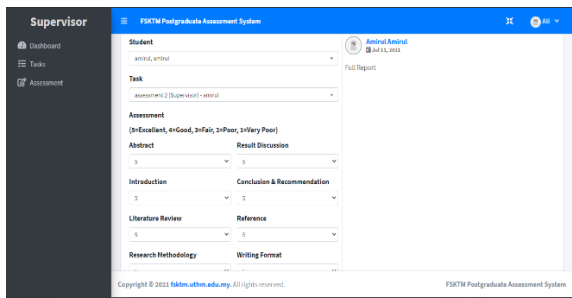 Supervisor
FSKTM Postgraduate Assessment System
Ali
Dashboard
Tasks
Assessment
Student
amirul, amirul
Task
assessment 2 (Supervisor) - amirul
Assessment
(5=Excellent, 4=Good, 3=Fair, 2=Poor, 1=Very Poor)
Abstract
Result Discussion
5
5
Introduction
Conclusion & Recommendation
5
5
Literature Review
Reference
5
5
Research Methodology
Writing Format
Amirul Amirul
Jul 11, 2021
Full Report
Copyright © 2021 fsktm.uthm.edu.my. All rights reserved.
FSKTM Postgraduate Assessment System